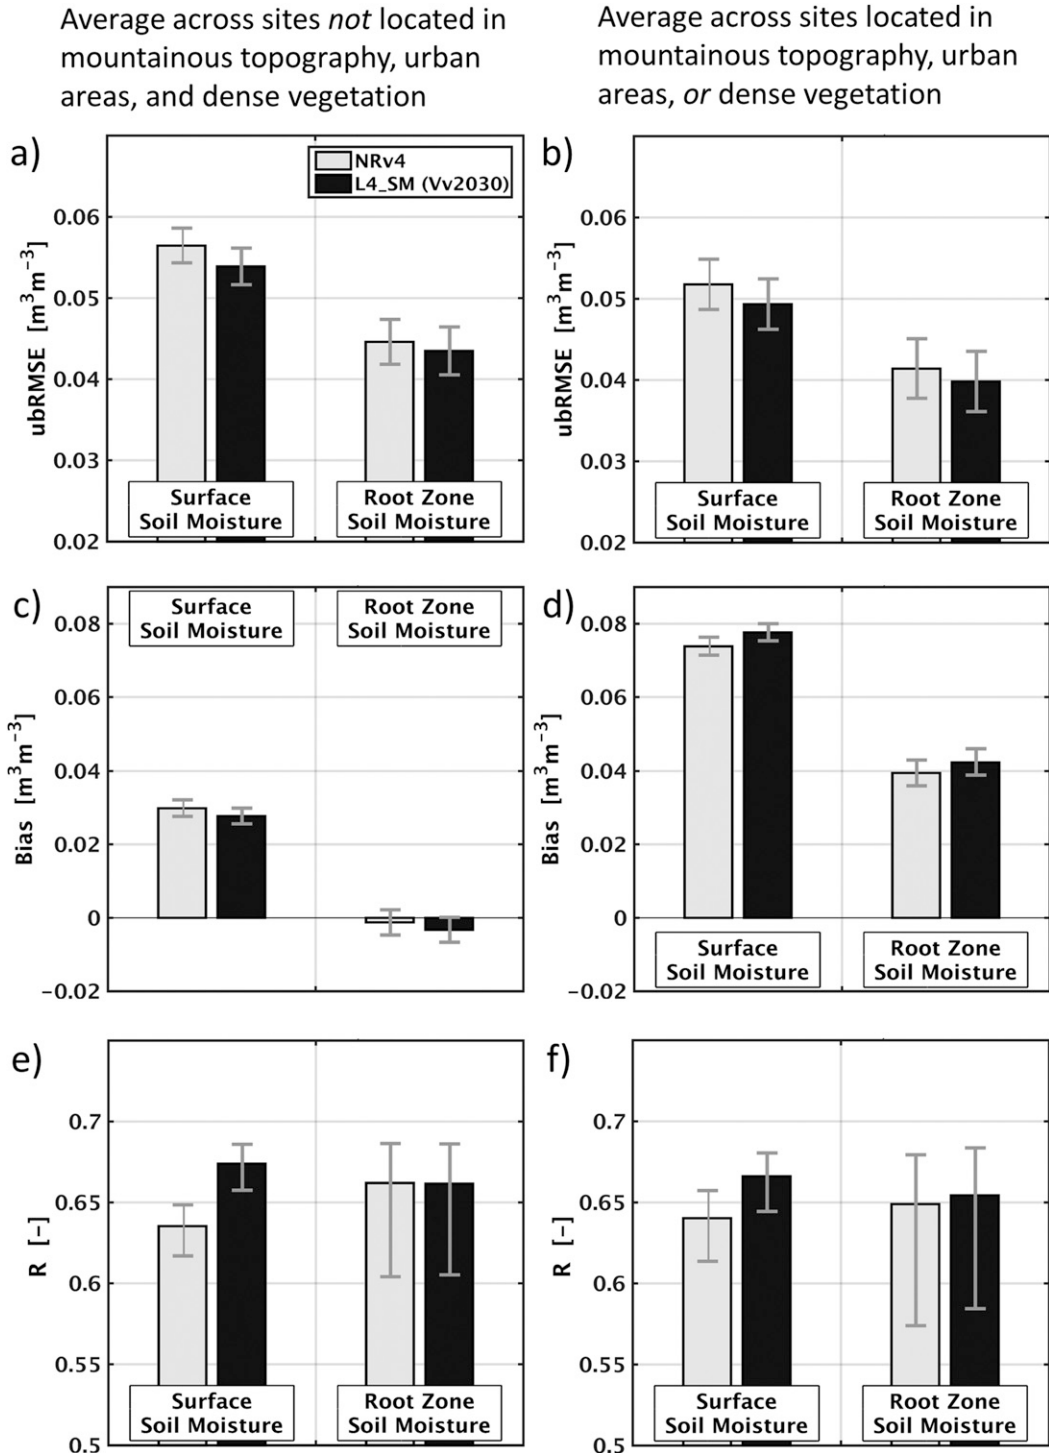 Average across sites not located in
mountainous topography, urban
areas, and dense vegetation
Average across sites located in
mountainous topography, urban
areas, or dense vegetation
a)
NRv4
L4_SM (Vv2030)
0.06
0.05
0.04
0.03
0.02
ubRMSE [m³m⁻³]
Surface
Soil Moisture
Root Zone
Soil Moisture
b)
0.06
0.05
0.04
0.03
0.02
ubRMSE [m³m⁻³]
Surface
Soil Moisture
Root Zone
Soil Moisture
c)
Surface
Soil Moisture
Root Zone
Soil Moisture
0.08
0.06
0.04
0.02
0
−0.02
Bias [m³m⁻³]
d)
0.08
0.06
0.04
0.02
0
−0.02
Bias [m³m⁻³]
Surface
Soil Moisture
Root Zone
Soil Moisture
e)
0.7
0.65
0.6
0.55
0.5
R [−]
Surface
Soil Moisture
Root Zone
Soil Moisture
f)
0.7
0.65
0.6
0.55
0.5
R [−]
Surface
Soil Moisture
Root Zone
Soil Moisture